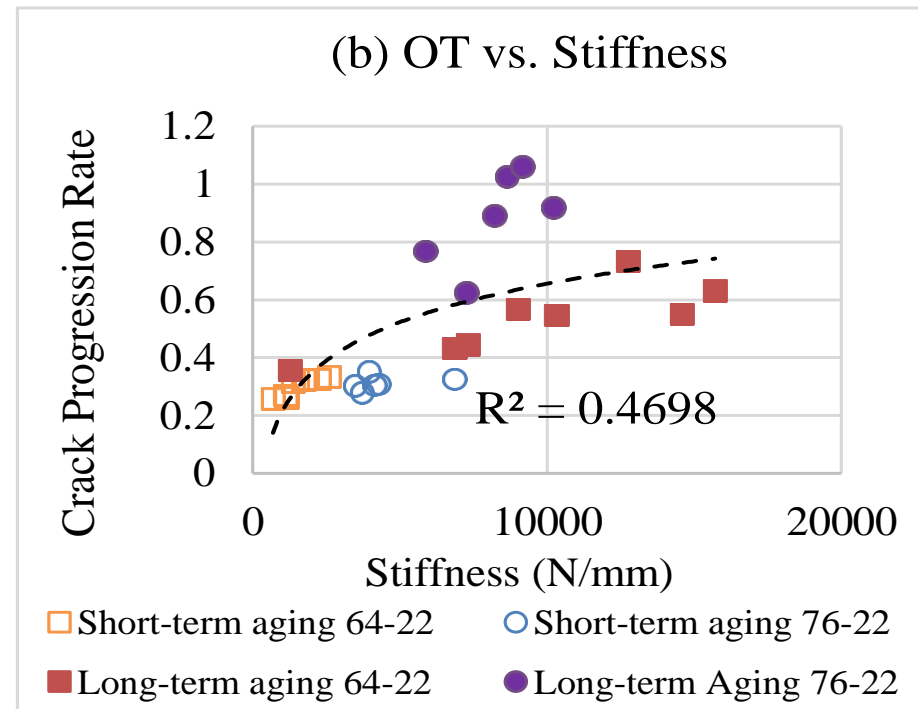 (b) OT vs. Stiffness
Crack Progression Rate
1.2
1
0.8
0.6
0.4
0.2
0
R² = 0.4698
0 10000 20000
Stiffness (N/mm)
Short-term aging 64-22 Short-term aging 76-22
Long-term aging 64-22 Long-term Aging 76-22